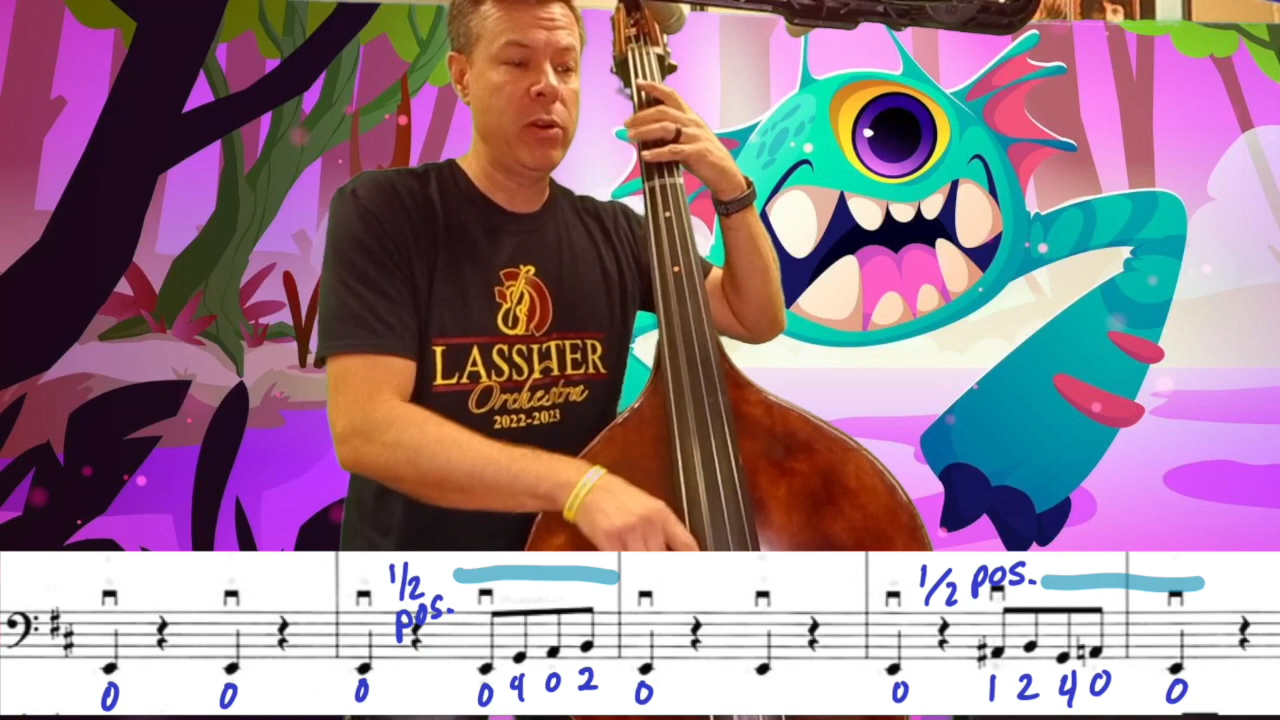 LASSITER
Orchestra
2022-2023
1/2 pos.
1/2 pos.
0 0 0 0 4 0 2 0 0 1 2 4 0 0